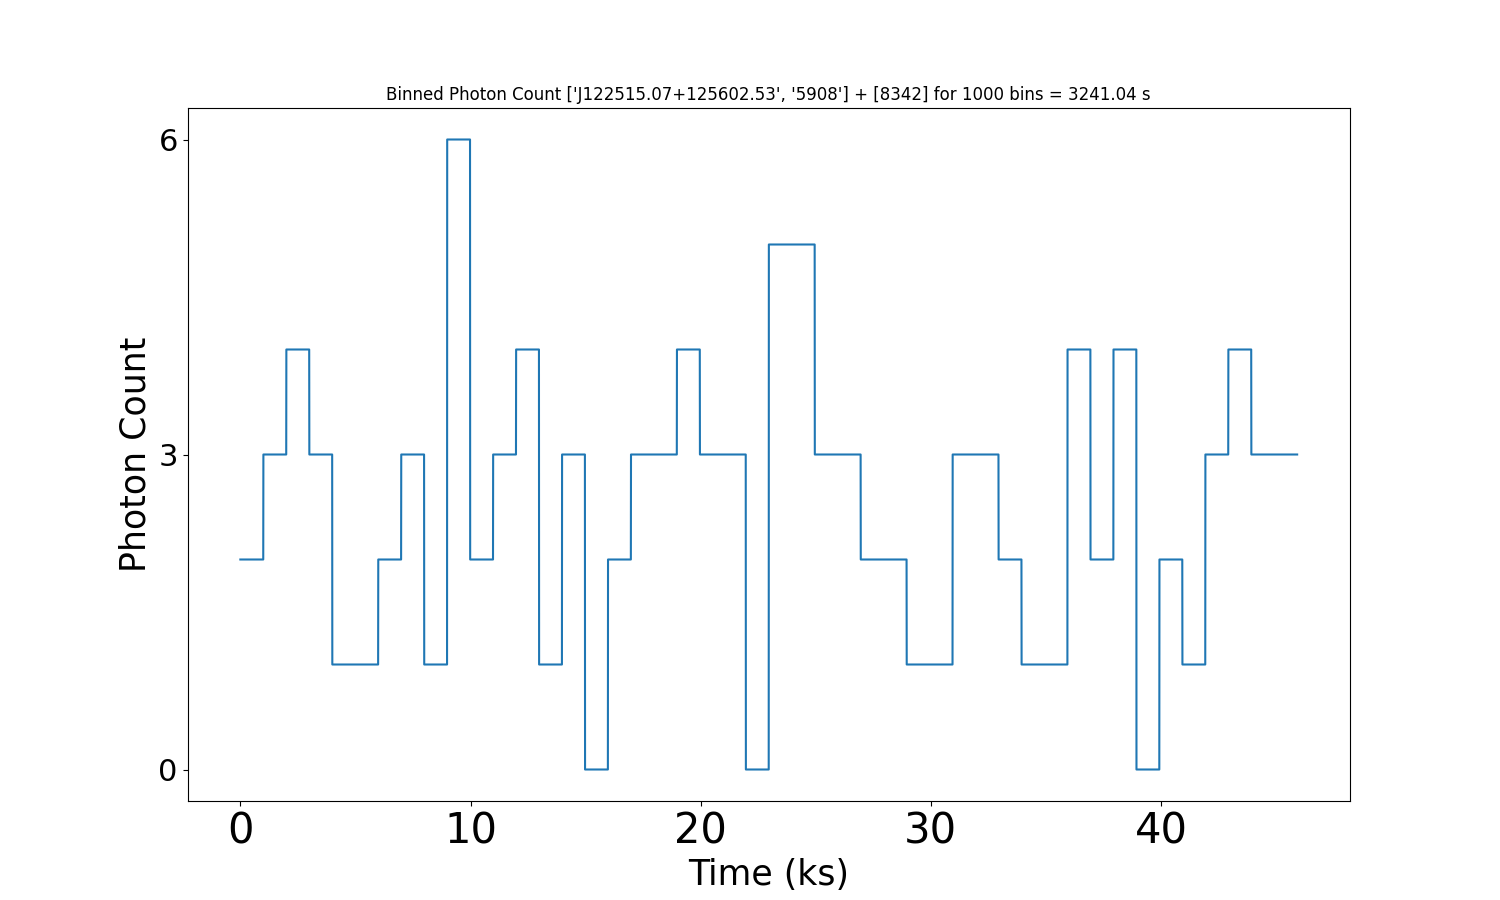 Binned Photon Count ['J122515.07+125602.53', '5908'] + [8342] for 1000 bins = 3241.04 s
6
3
0
Photon Count
0 10 20 30 40
Time (ks)